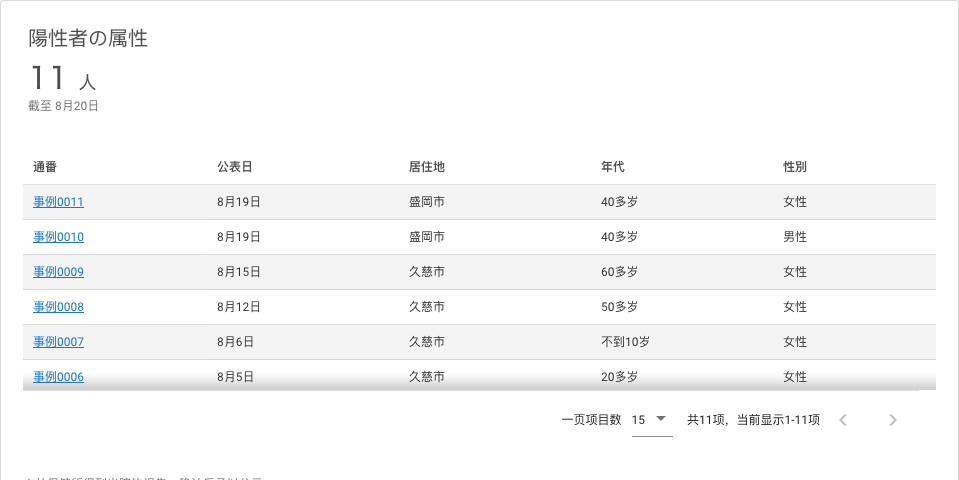 陽性者の属性
11 人
截至 8月20日
通番 公表日 居住地 年代 性別
事例0011 8月19日 盛岡市 40多岁 女性
事例0010 8月19日 盛岡市 40多岁 男性
事例0009 8月15日 久慈市 60多岁 女性
事例0008 8月12日 久慈市 50多岁 女性
事例0007 8月6日 久慈市 不到10岁 女性
事例0006 8月5日 久慈市 20多岁 女性
一页项目数 15 共11项，当前显示1-11项